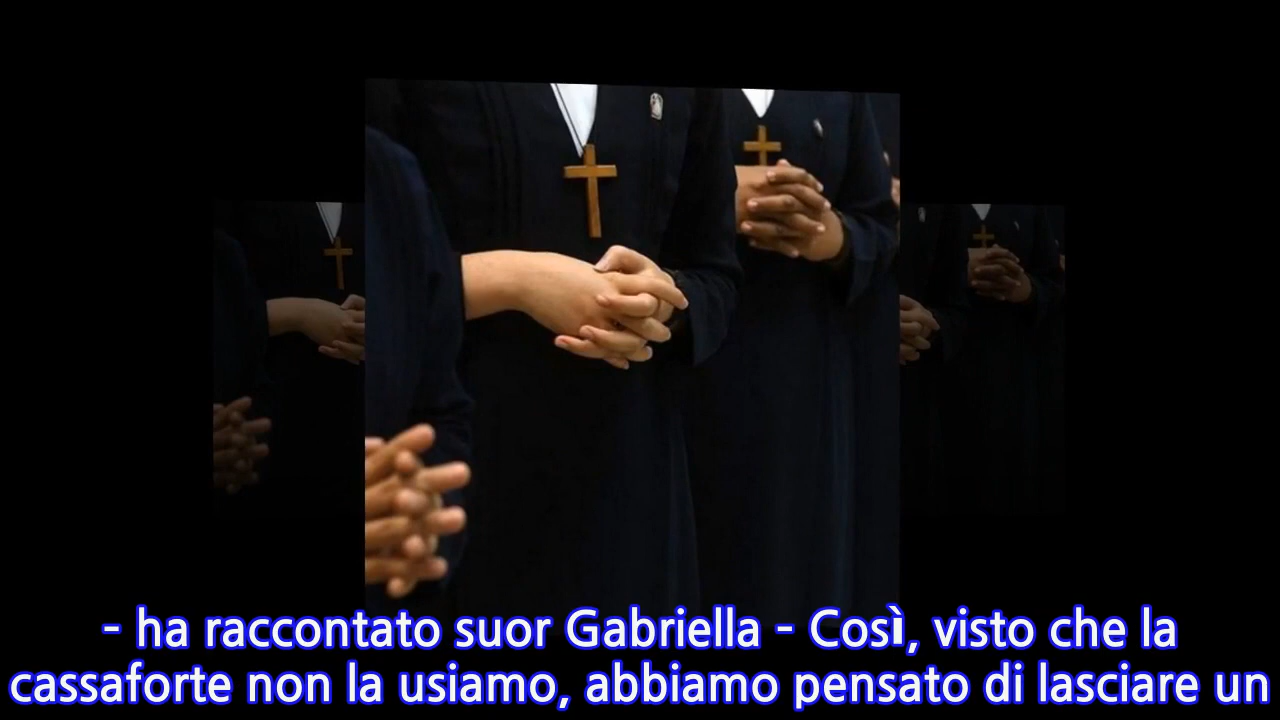 - ha raccontato suor Gabriella - Così, visto che la
cassaforte non la usiamo, abbiamo pensato di lasciare un